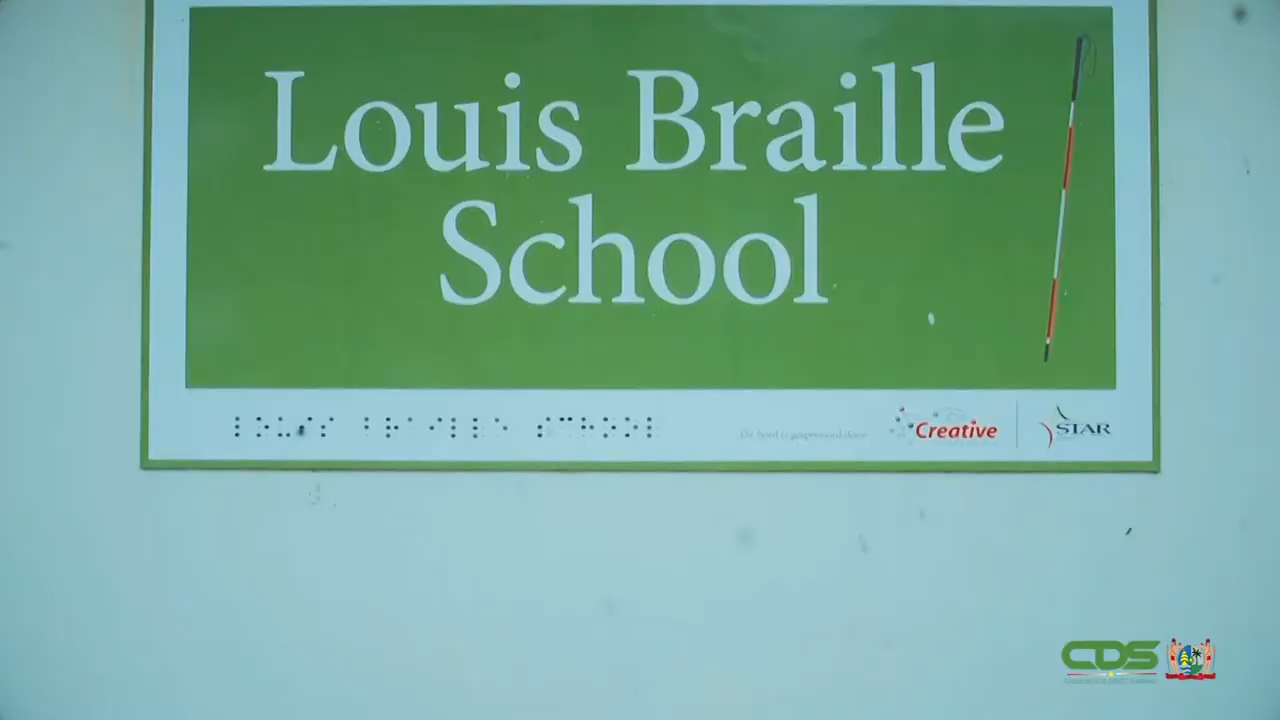 Louis Braille
School
⠇⠕⠥⠊⠎ ⠃⠗⠁⠊⠇⠇⠑ ⠎⠉⠓⠕⠕⠇
Creative
STAR
CDS